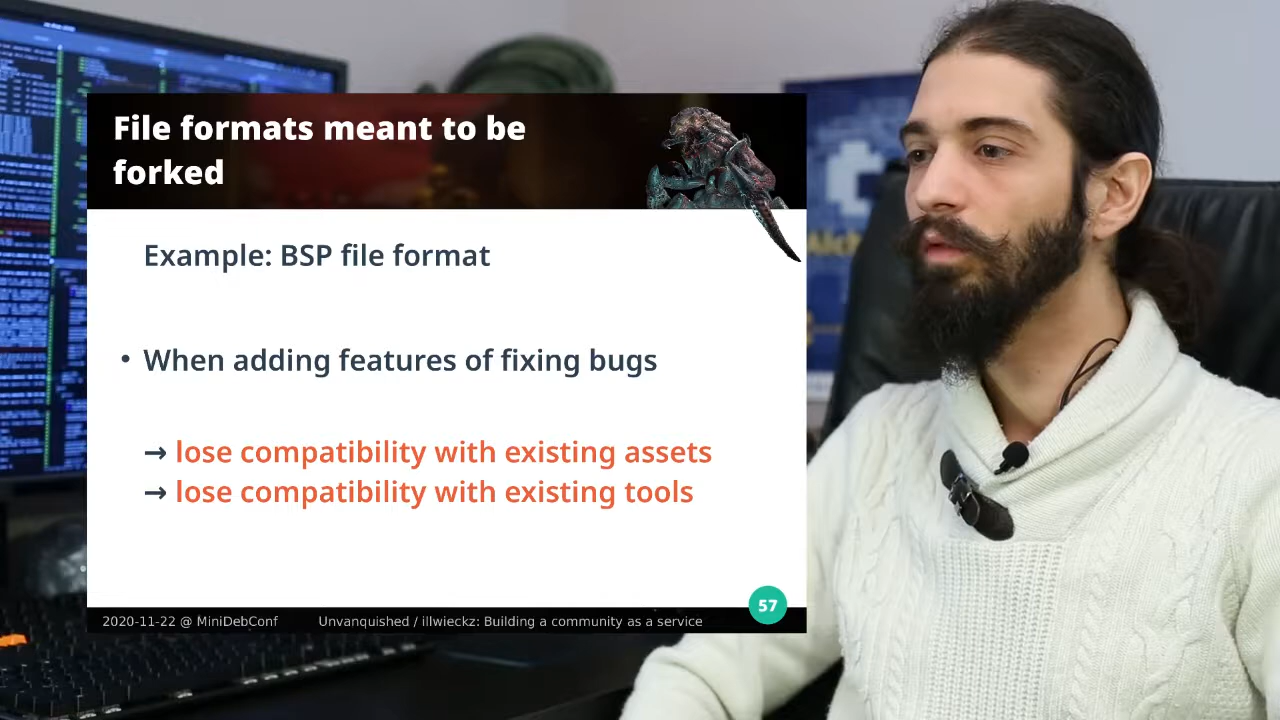 File formats meant to be
forked
Example: BSP file format
• When adding features of fixing bugs
→ lose compatibility with existing assets
→ lose compatibility with existing tools
57
2020-11-22 @ MiniDebConf
Unvanquished / illwieckz: Building a community as a service